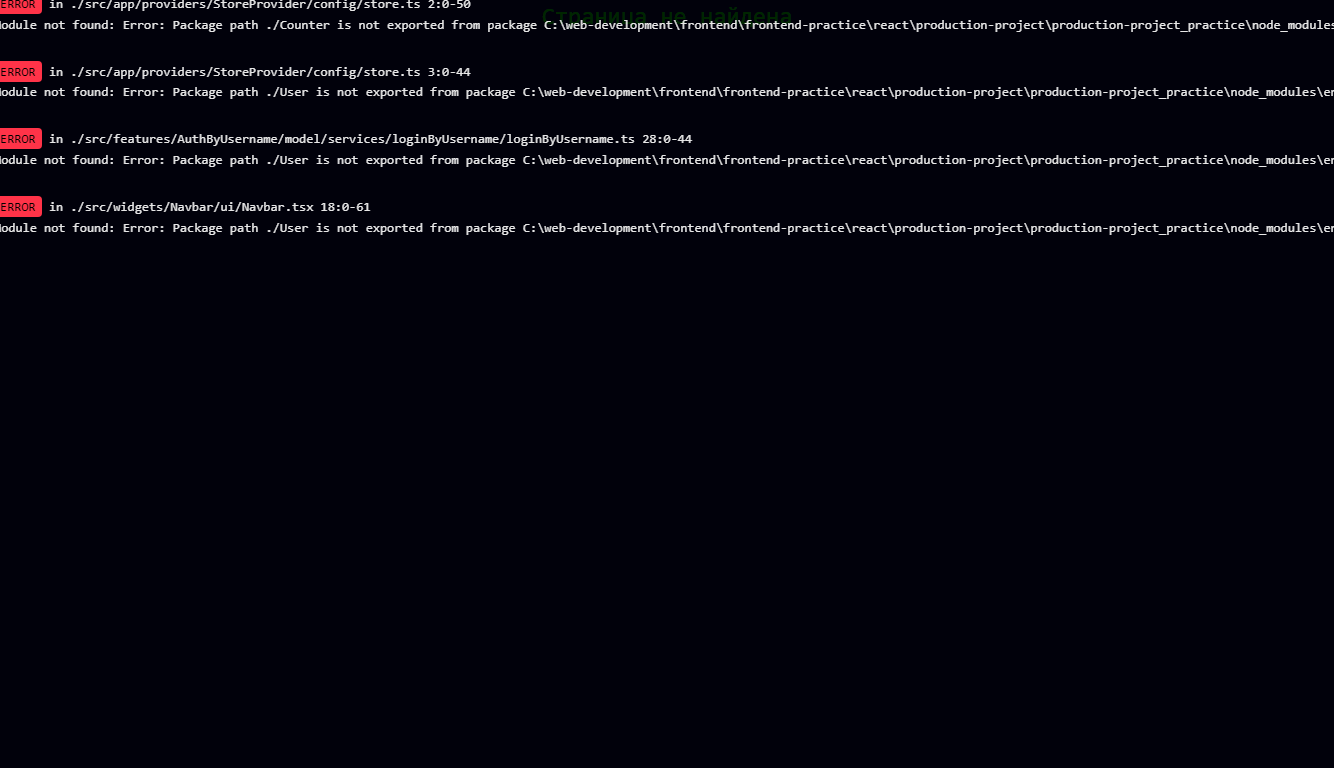 ERROR in ./src/app/providers/StoreProvider/config/store.ts 2:0-50
Страница не найдена
odule not found: Error: Package path ./Counter is not exported from package C:\web-development\frontend\frontend-practice\react\production-project\production-project_practice\node_modules
ERROR in ./src/app/providers/StoreProvider/config/store.ts 3:0-44
odule not found: Error: Package path ./User is not exported from package C:\web-development\frontend\frontend-practice\react\production-project\production-project_practice\node_modules\en
ERROR in ./src/features/AuthByUsername/model/services/loginByUsername/loginByUsername.ts 28:0-44
odule not found: Error: Package path ./User is not exported from package C:\web-development\frontend\frontend-practice\react\production-project\production-project_practice\node_modules\en
ERROR in ./src/widgets/Navbar/ui/Navbar.tsx 18:0-61
odule not found: Error: Package path ./User is not exported from package C:\web-development\frontend\frontend-practice\react\production-project\production-project_practice\node_modules\en